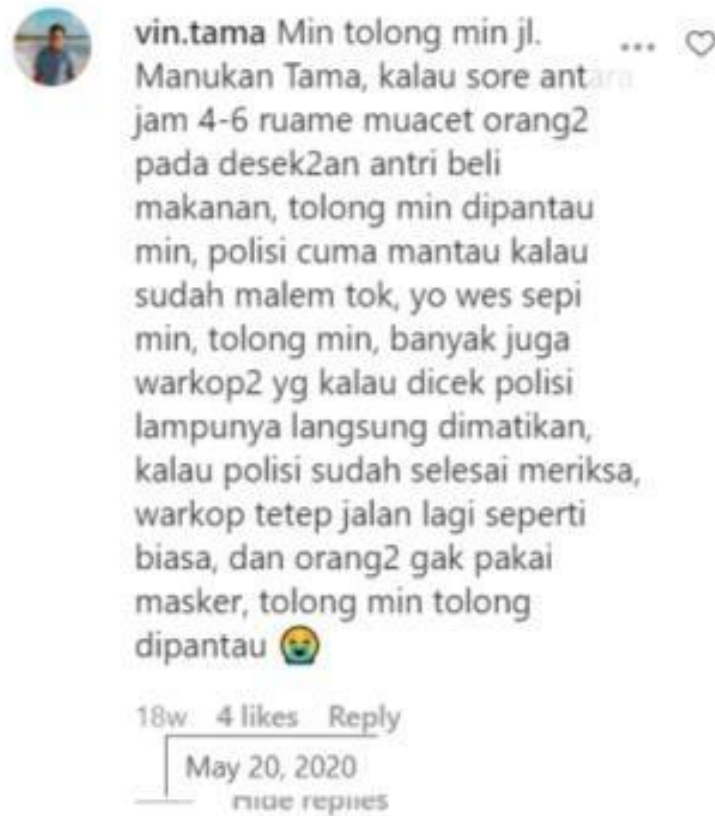 vin.tama Min tolong min jl.
Manukan Tama, kalau sore antara
jam 4-6 ruame muacet orang2
pada desek2an antri beli
makanan, tolong min dipantau
min, polisi cuma mantau kalau
sudah malem tok, yo wes sepi
min, tolong min, banyak juga
warkop2 yg kalau dicek polisi
lampunya langsung dimatikan,
kalau polisi sudah selesai meriksa,
warkop tetep jalan lagi seperti
biasa, dan orang2 gak pakai
masker, tolong min tolong
dipantau 😭
18w 4 likes Reply
May 20, 2020
Hide replies